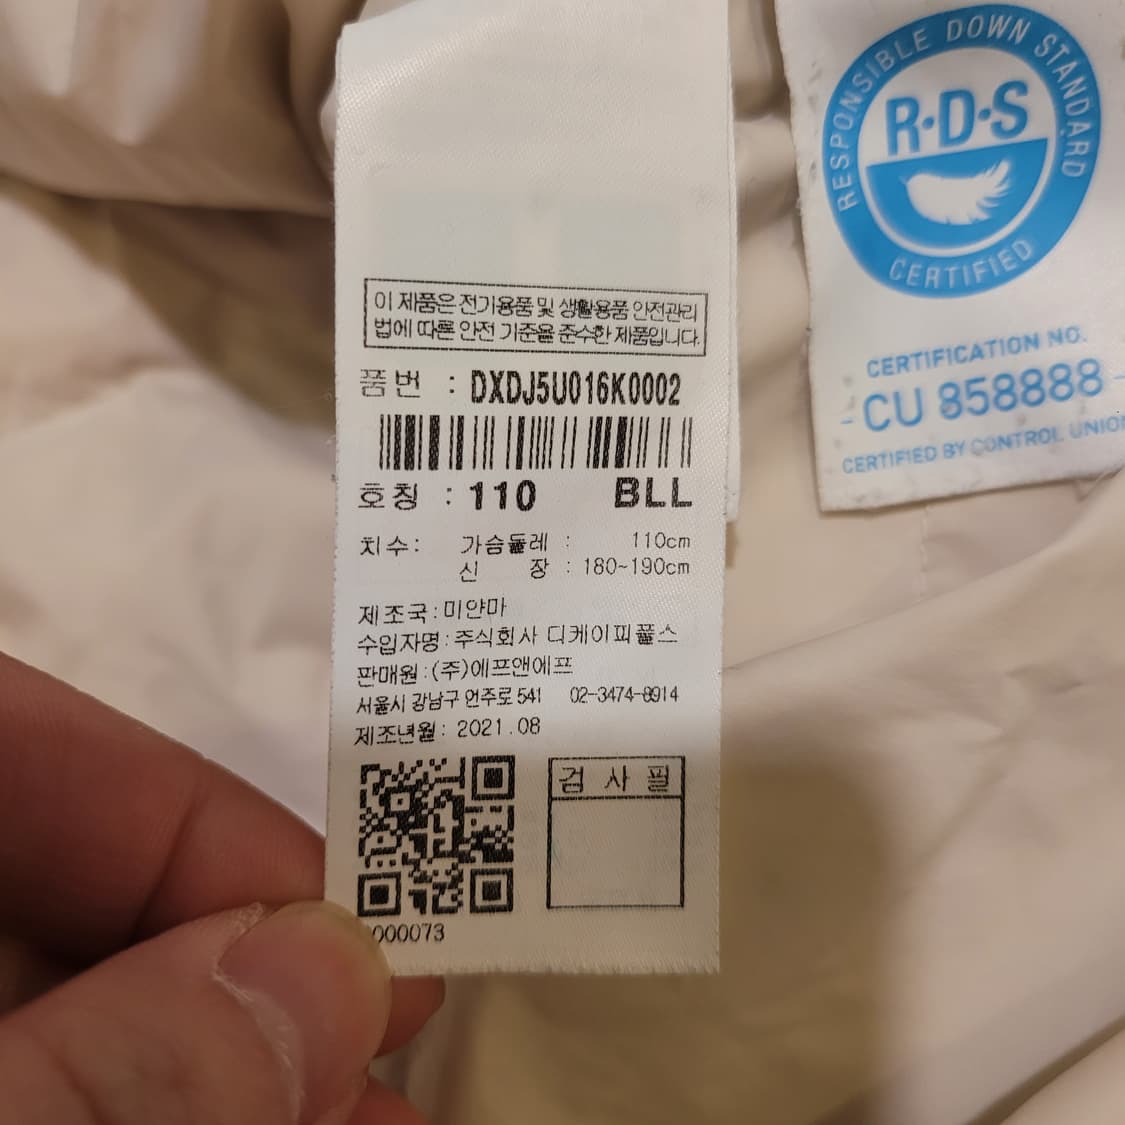 이 제품은 전기용품 및 생활용품 안전관리
법에 따른 안전 기준을 준수한 제품입니다.
품번 : DXDJ5U016K0002
호칭 : 110 BLL
치수 : 가슴둘레 : 110cm
신 장 : 180~190cm
제조국 : 미얀마
수입자명 : 주식회사 디케이피플스
판매원 : (주)에프앤에프
서울시 강남구 언주로 541 02-3474-8914
제조년월 : 2021.08
검 사 필
000073
RESPONSIBLE DOWN STANDARD
R·D·S
CERTIFIED
CERTIFICATION NO.
CU 858888 -
CERTIFIED BY CONTROL UNION